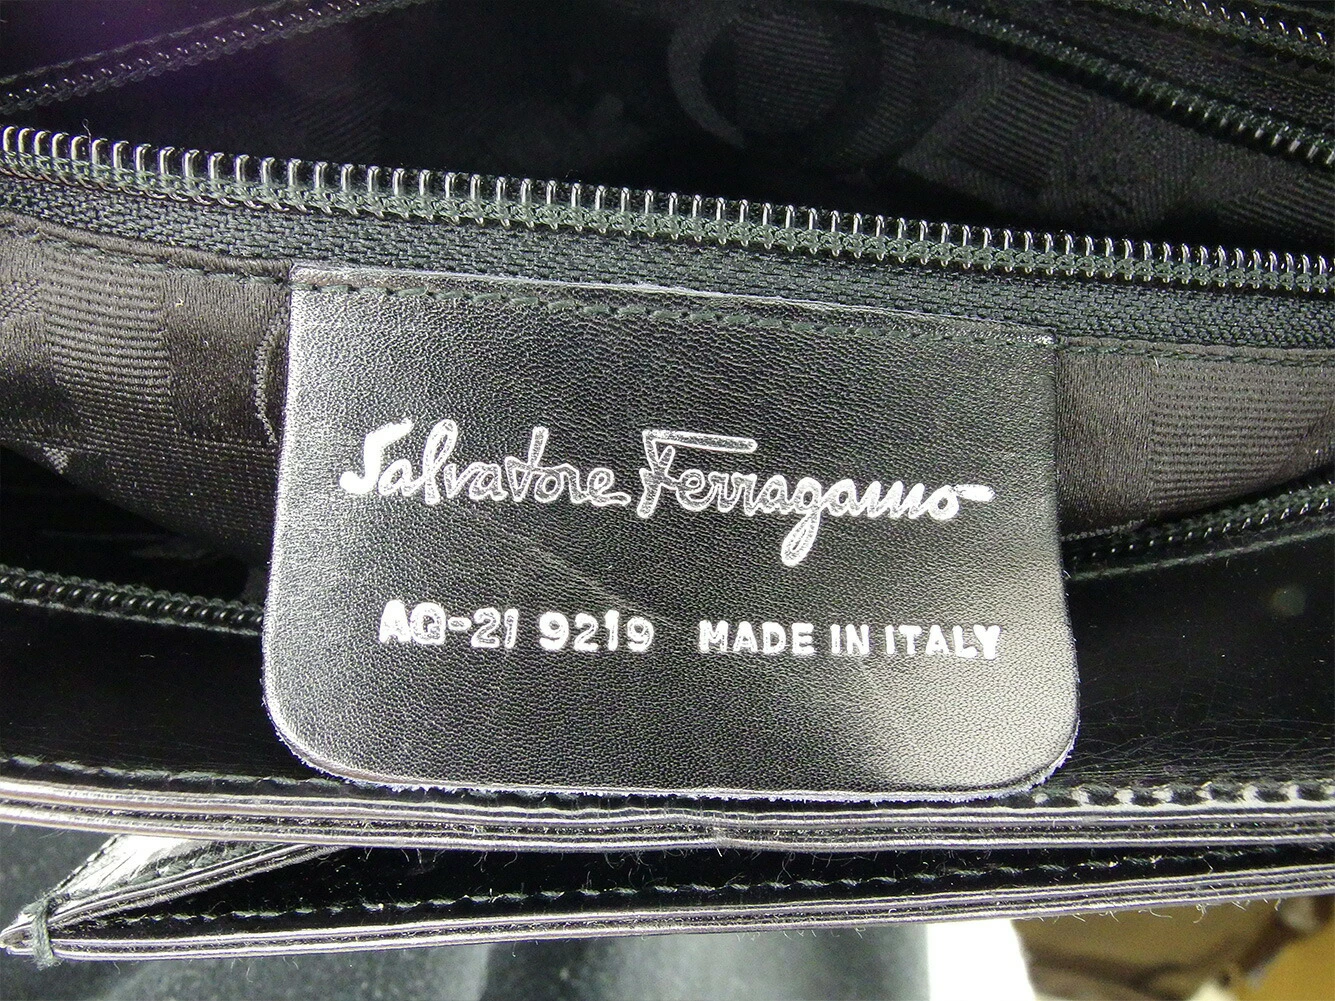 Salvatore Ferragamo
AQ-21 9219 MADE IN ITALY